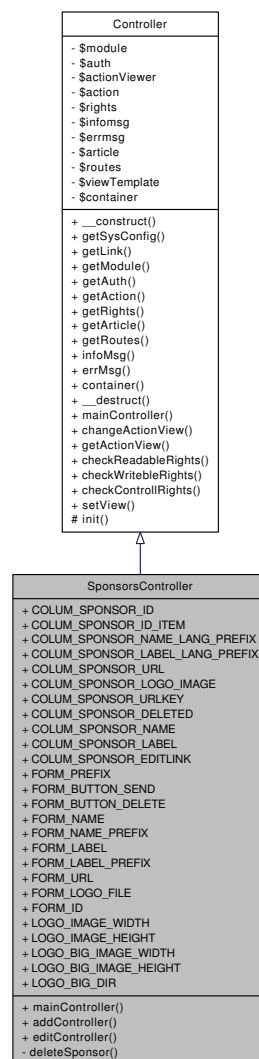 Controller
- $module
- $auth
- $actionViewer
- $action
- $rights
- $infomsg
- $errmsg
- $article
- $routes
- $viewTemplate
- $container
+ __construct()
+ getSysConfig()
+ getLink()
+ getModule()
+ getAuth()
+ getAction()
+ getRights()
+ getArticle()
+ getRoutes()
+ infoMsg()
+ errMsg()
+ container()
+ __destruct()
+ mainController()
+ changeActionView()
+ getActionView()
+ checkReadableRights()
+ checkWritebleRights()
+ checkControllRights()
+ setView()
# init()
SponsorsController
+ COLUM_SPONSOR_ID
+ COLUM_SPONSOR_ID_ITEM
+ COLUM_SPONSOR_NAME_LANG_PREFIX
+ COLUM_SPONSOR_LABEL_LANG_PREFIX
+ COLUM_SPONSOR_URL
+ COLUM_SPONSOR_LOGO_IMAGE
+ COLUM_SPONSOR_URLKEY
+ COLUM_SPONSOR_DELETED
+ COLUM_SPONSOR_NAME
+ COLUM_SPONSOR_LABEL
+ COLUM_SPONSOR_EDITLINK
+ FORM_PREFIX
+ FORM_BUTTON_SEND
+ FORM_BUTTON_DELETE
+ FORM_NAME
+ FORM_NAME_PREFIX
+ FORM_LABEL
+ FORM_LABEL_PREFIX
+ FORM_URL
+ FORM_LOGO_FILE
+ FORM_ID
+ LOGO_IMAGE_WIDTH
+ LOGO_IMAGE_HEIGHT
+ LOGO_BIG_IMAGE_WIDTH
+ LOGO_BIG_IMAGE_HEIGHT
+ LOGO_BIG_DIR
+ mainController()
+ addController()
+ editController()
- deleteSponsor()